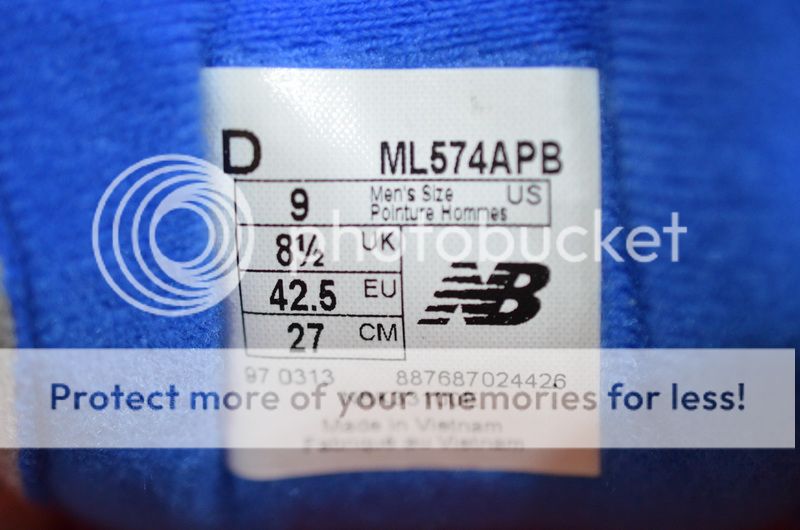 D ML574APB
9 Men's Size US
Pointure Hommes
8½ UK
photobucket
42.5 EU
NB
27 CM
97 0313 887687024426
Protect more of your memories for less!
Made in Vietnam
Fabriqué au Vietnam